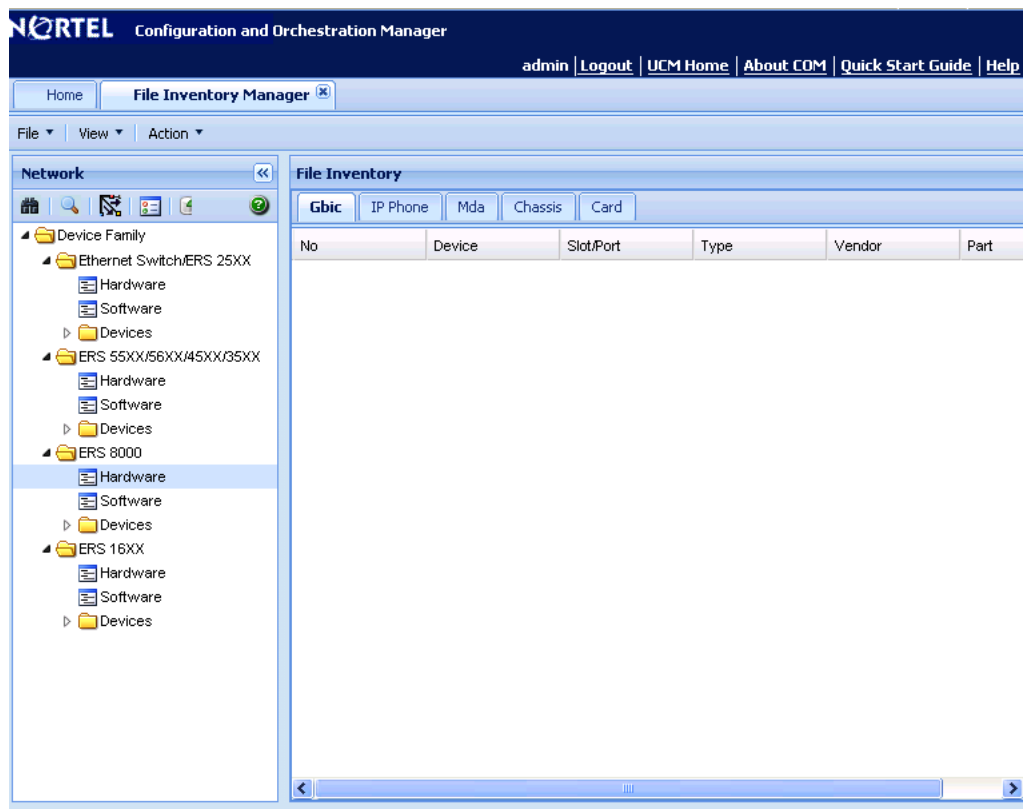 NORTEL Configuration and Orchestration Manager
admin | Logout | UCM Home | About COM | Quick Start Guide | Help
Home File Inventory Manager
File View Action
Network
File Inventory
Gbic IP Phone Mda Chassis Card
No Device Slot/Port Type Vendor Part
Device Family
Ethernet Switch/ERS 25XX
Hardware
Software
Devices
ERS 55XX/56XX/45XX/35XX
Hardware
Software
Devices
ERS 8000
Hardware
Software
Devices
ERS 16XX
Hardware
Software
Devices